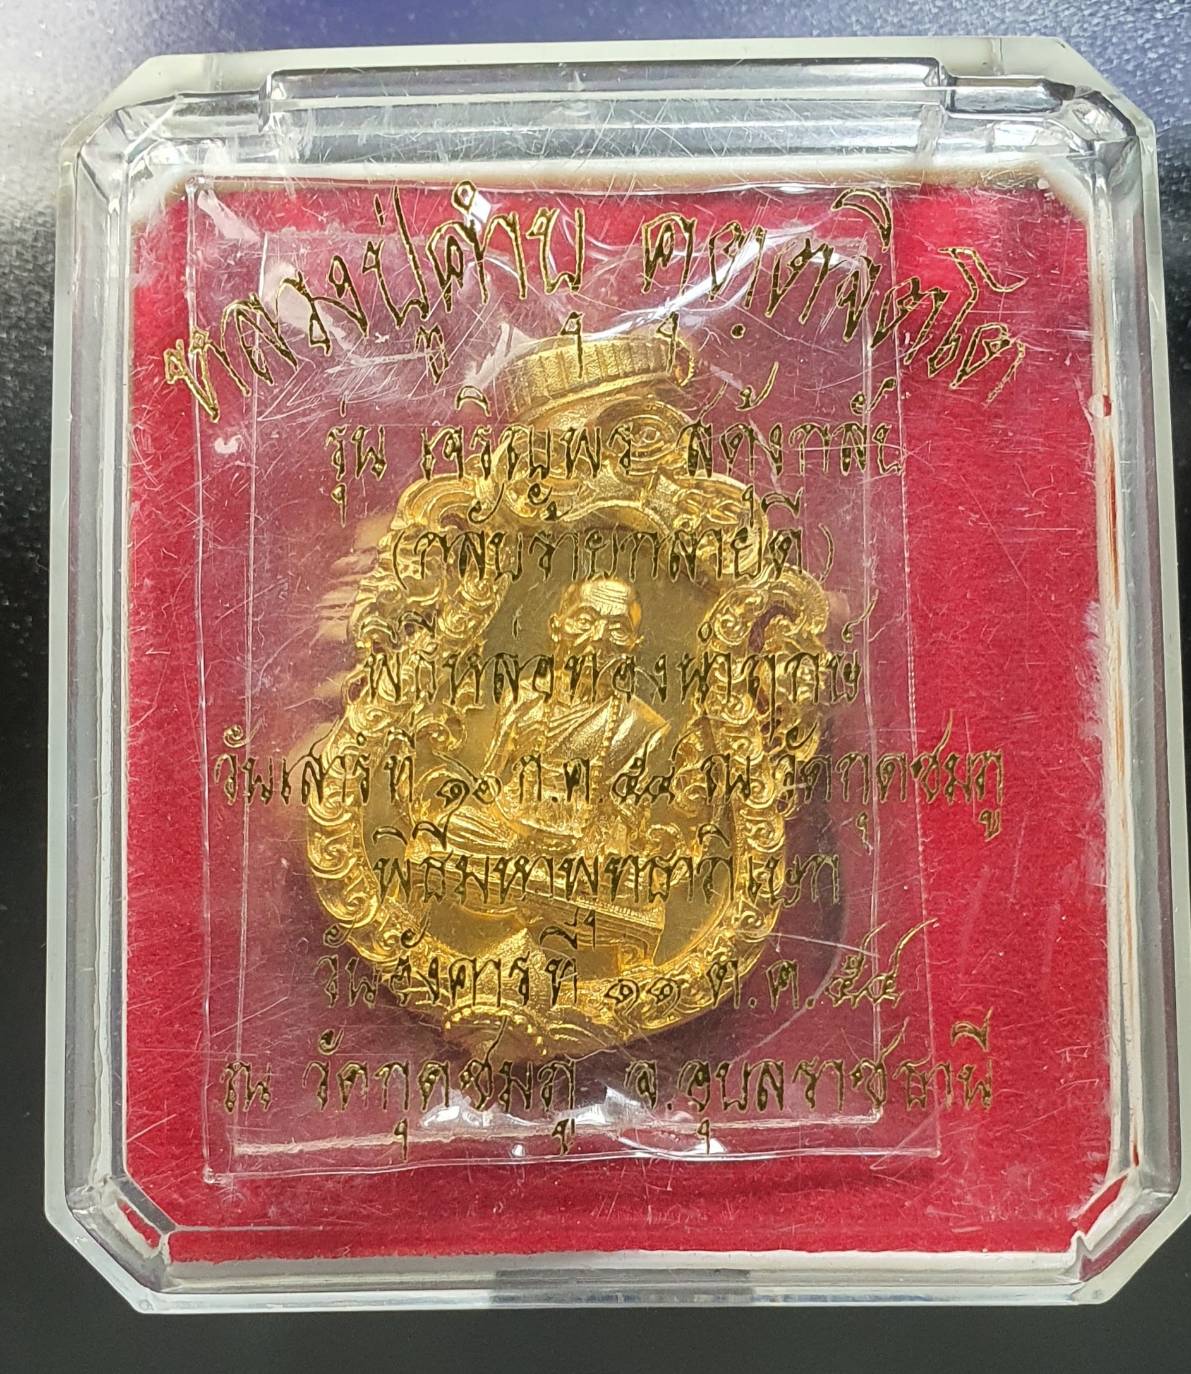 หลวงปู่คำบุ คุตฺตจิตฺโต
รุ่น เจริญพร สตังกลับ
(กลับร้ายกลายดี)
พิธีหล่อทองนำฤกษ์
วันเสาร์ที่ ๑๖ ก.ค. ๕๔ ณ วัดกุดชมภู
พิธีมหาพุทธาภิเษก
วันอังคารที่ ๑๑ ต.ค. ๕๔
ณ วัดกุดชมภู จ.อุบลราชธานี